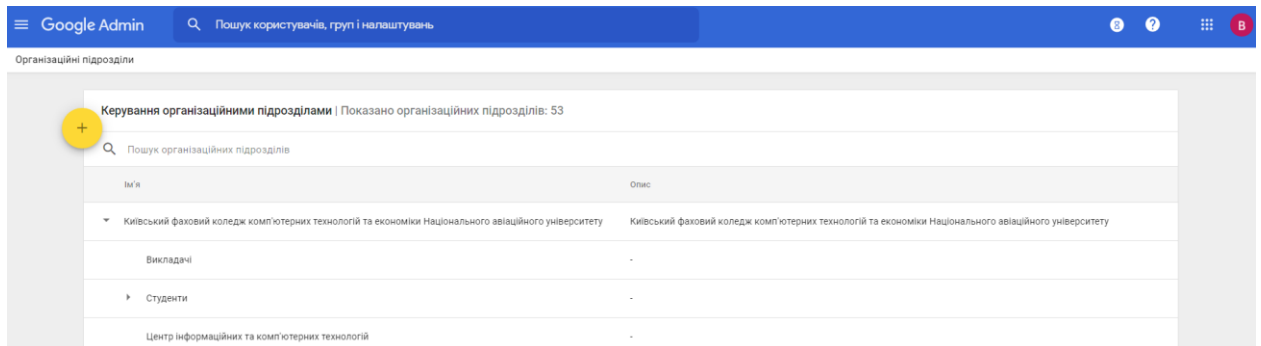 Google Admin
Пошук користувачів, груп і налаштувань
B
Організаційні підрозділи
Керування організаційними підрозділами | Показано організаційних підрозділів: 53
Пошук організаційних підрозділів
Ім'я Опис
Київський фаховий коледж комп'ютерних технологій та економіки Національного авіаційного університету Київський фаховий коледж комп'ютерних технологій та економіки Національного авіаційного університету
Викладачі -
Студенти -
Центр інформаційних та комп'ютерних технологій -